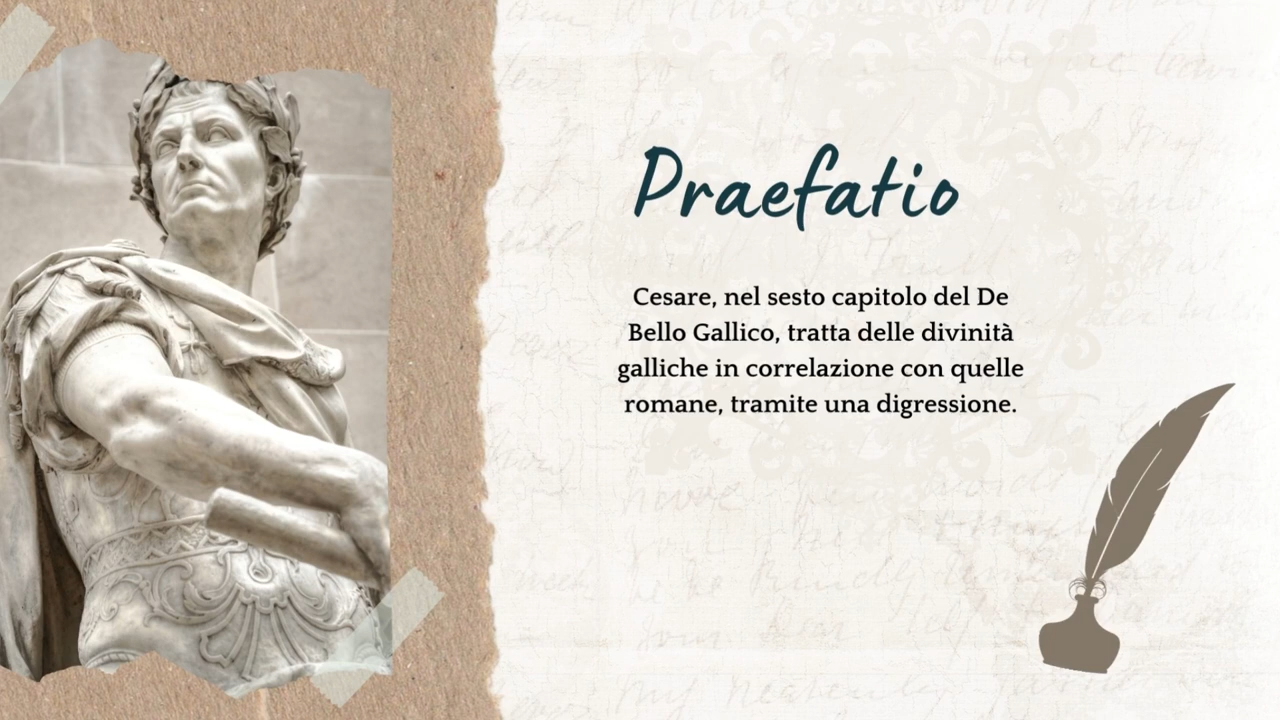 Praefatio
Cesare, nel sesto capitolo del De
Bello Gallico, tratta delle divinità
galliche in correlazione con quelle
romane, tramite una digressione.